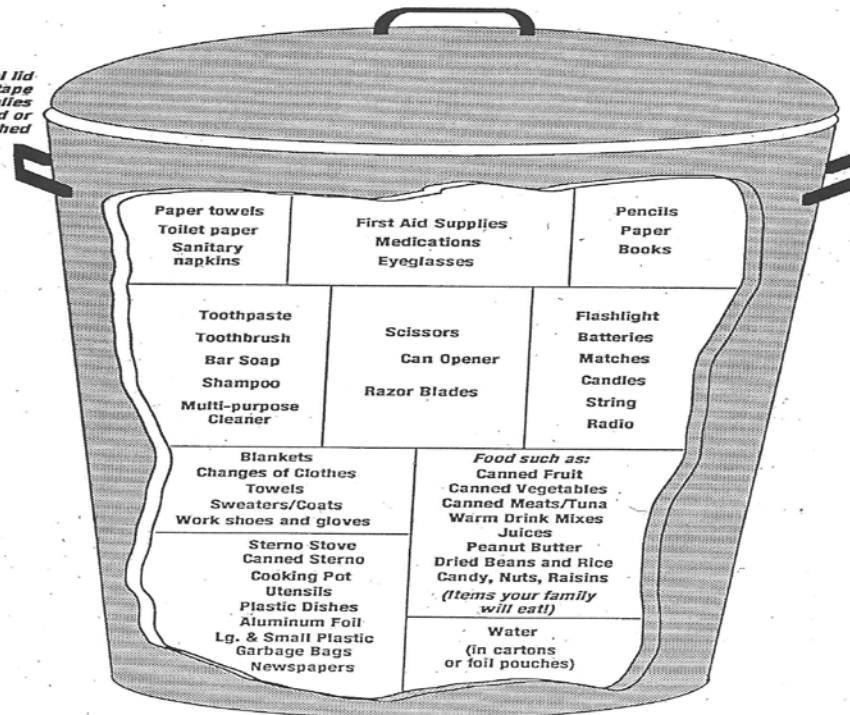 lid
tape
or
Paper towels
Toilet paper
Sanitary
napkins
First Aid Supplies
Medications
Eyeglasses
Pencils
Paper
Books
Toothpaste
Toothbrush
Bar Soap
Shampoo
Multi-purpose
Cleaner
Scissors
Can Opener
Razor Blades
Flashlight
Batteries
Matches
Candles
String
Radio
Blankets
Changes of Clothes
Towels
Sweaters/Coats
Work shoes and gloves
Food such as:
Canned Fruit
Canned Vegetables
Canned Meats/Tuna
Warm Drink Mixes
Juices
Peanut Butter
Dried Beans and Rice
Candy, Nuts, Raisins
(Items your family
will eat!)
Sterno Stove
Canned Sterno
Cooking Pot
Utensils
Plastic Dishes
Aluminum Foil
Lg. & Small Plastic
Garbage Bags
Newspapers
Water
(in cartons
or foil pouches)